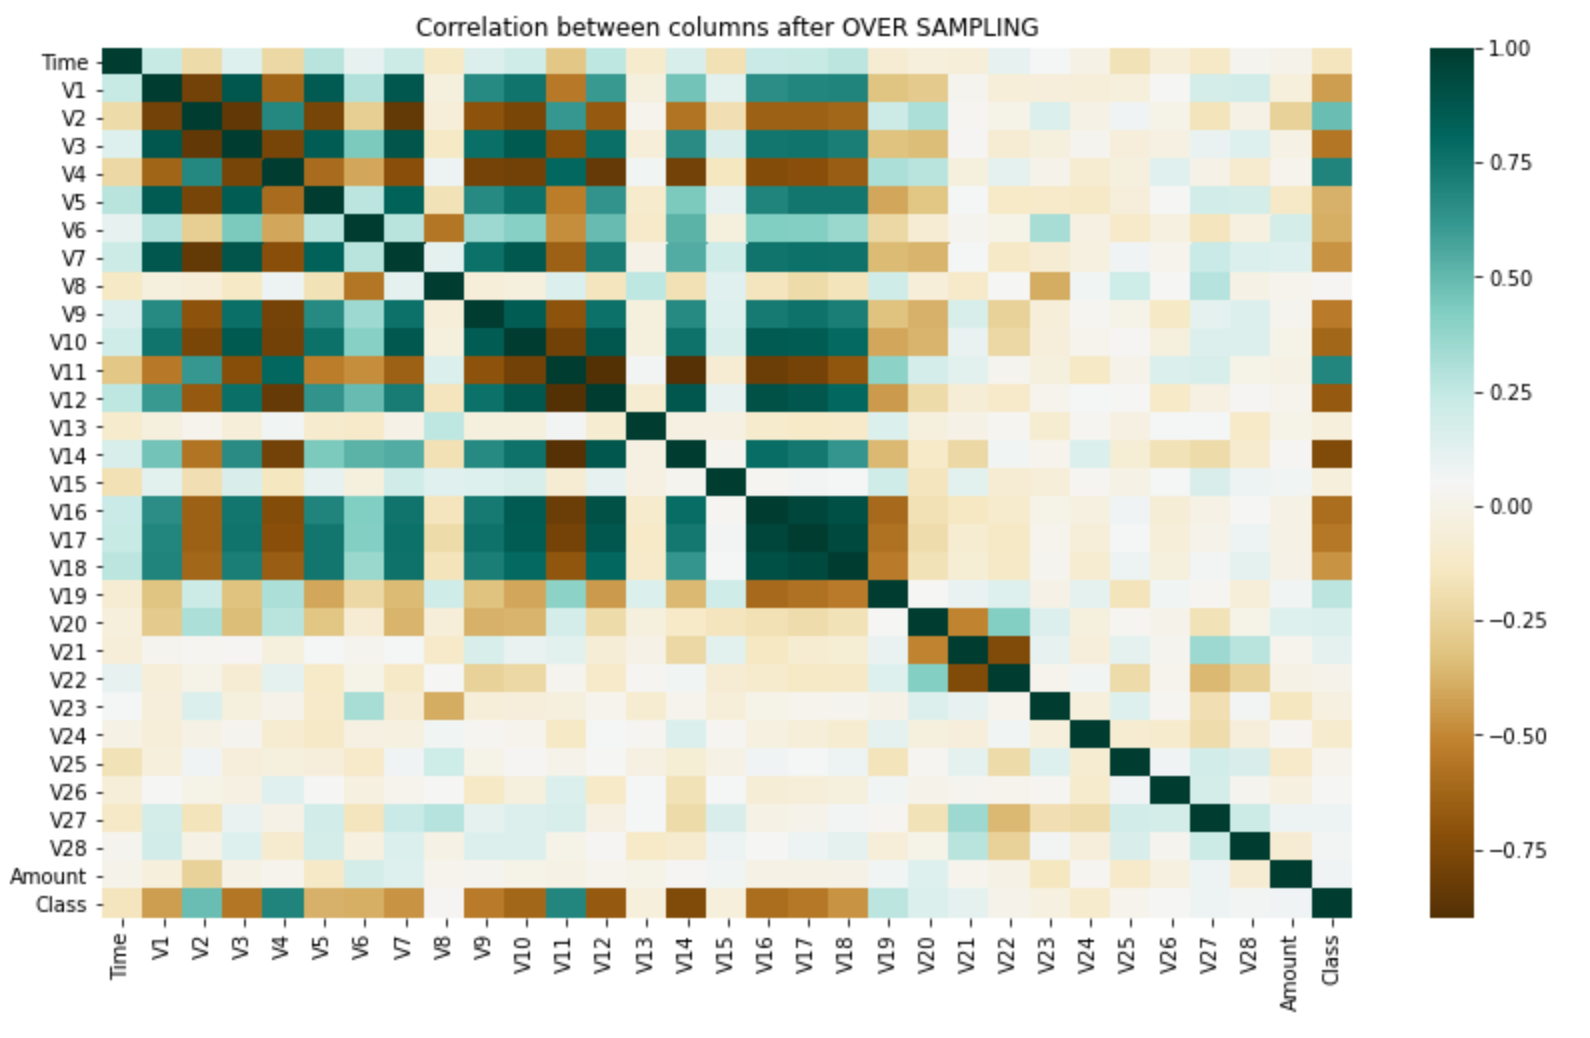 Correlation between columns after OVER SAMPLING
Time
V1
V2
V3
V4
V5
V6
V7
V8
V9
V10
V11
V12
V13
V14
V15
V16
V17
V18
V19
V20
V21
V22
V23
V24
V25
V26
V27
V28
Amount
Class
Time
V1
V2
V3
V4
V5
V6
V7
V8
V9
V10
V11
V12
V13
V14
V15
V16
V17
V18
V19
V20
V21
V22
V23
V24
V25
V26
V27
V28
Amount
Class
1.00
0.75
0.50
0.25
0.00
−0.25
−0.50
−0.75